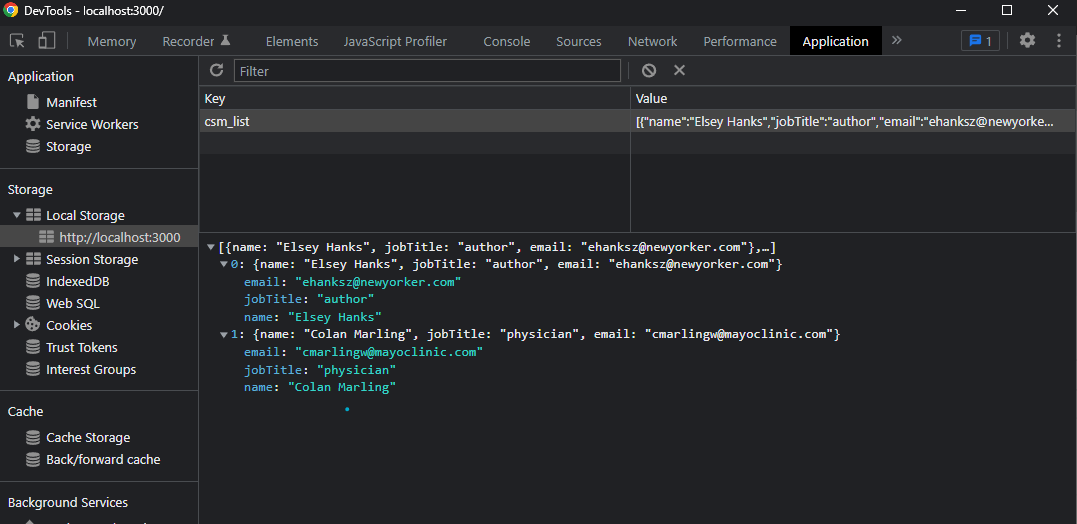 DevTools - localhost:3000/
Memory Recorder Elements JavaScript Profiler Console Sources Network Performance Application » 1
Application
Manifest
Service Workers
Storage
Storage
Local Storage
http://localhost:3000
Session Storage
IndexedDB
Web SQL
Cookies
Trust Tokens
Interest Groups
Cache
Cache Storage
Back/forward cache
Background Services
Filter
Key Value
csm_list [{"name":"Elsey Hanks","jobTitle":"author","email":"ehanksz@newyorke...
[{name: "Elsey Hanks", jobTitle: "author", email: "ehanksz@newyorker.com"},…]
0: {name: "Elsey Hanks", jobTitle: "author", email: "ehanksz@newyorker.com"}
email: "ehanksz@newyorker.com"
jobTitle: "author"
name: "Elsey Hanks"
1: {name: "Colan Marling", jobTitle: "physician", email: "cmarlingw@mayoclinic.com"}
email: "cmarlingw@mayoclinic.com"
jobTitle: "physician"
name: "Colan Marling"